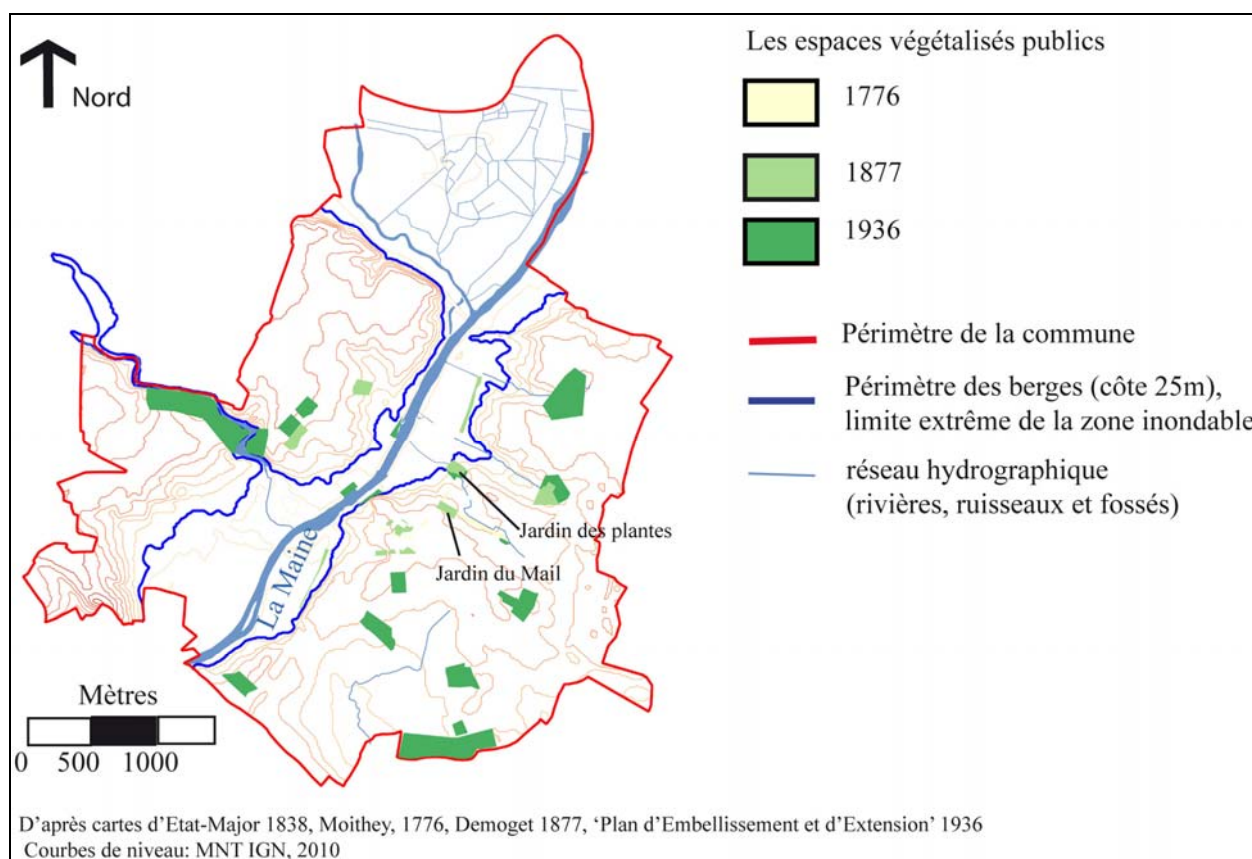 Nord
Les espaces végétalisés publics
1776
1877
1936
Périmètre de la commune
Périmètre des berges (côte 25m),
limite extrême de la zone inondable
réseau hydrographique
(rivières, ruisseaux et fossés)
Jardin des plantes
Jardin du Mail
La Maine
Mètres
0 500 1000
D'après cartes d'Etat-Major 1838, Moithey, 1776, Demoget 1877, 'Plan d'Embellissement et d'Extension' 1936
Courbes de niveau: MNT IGN, 2010